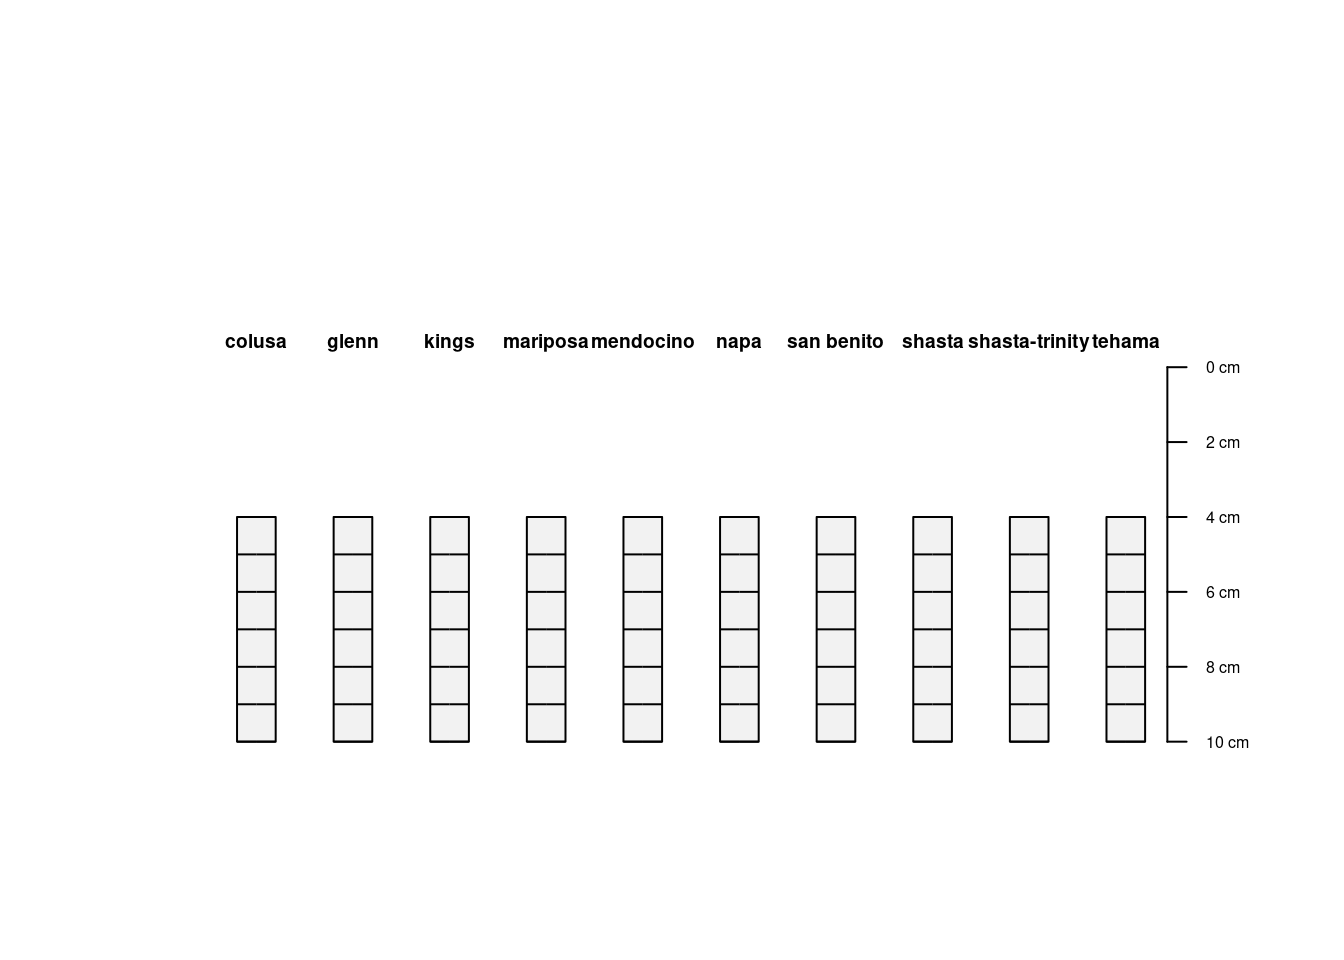 colusa glenn kings mariposa mendocino napa san benito shasta shasta-trinity tehama
0 cm
2 cm
4 cm
6 cm
8 cm
10 cm